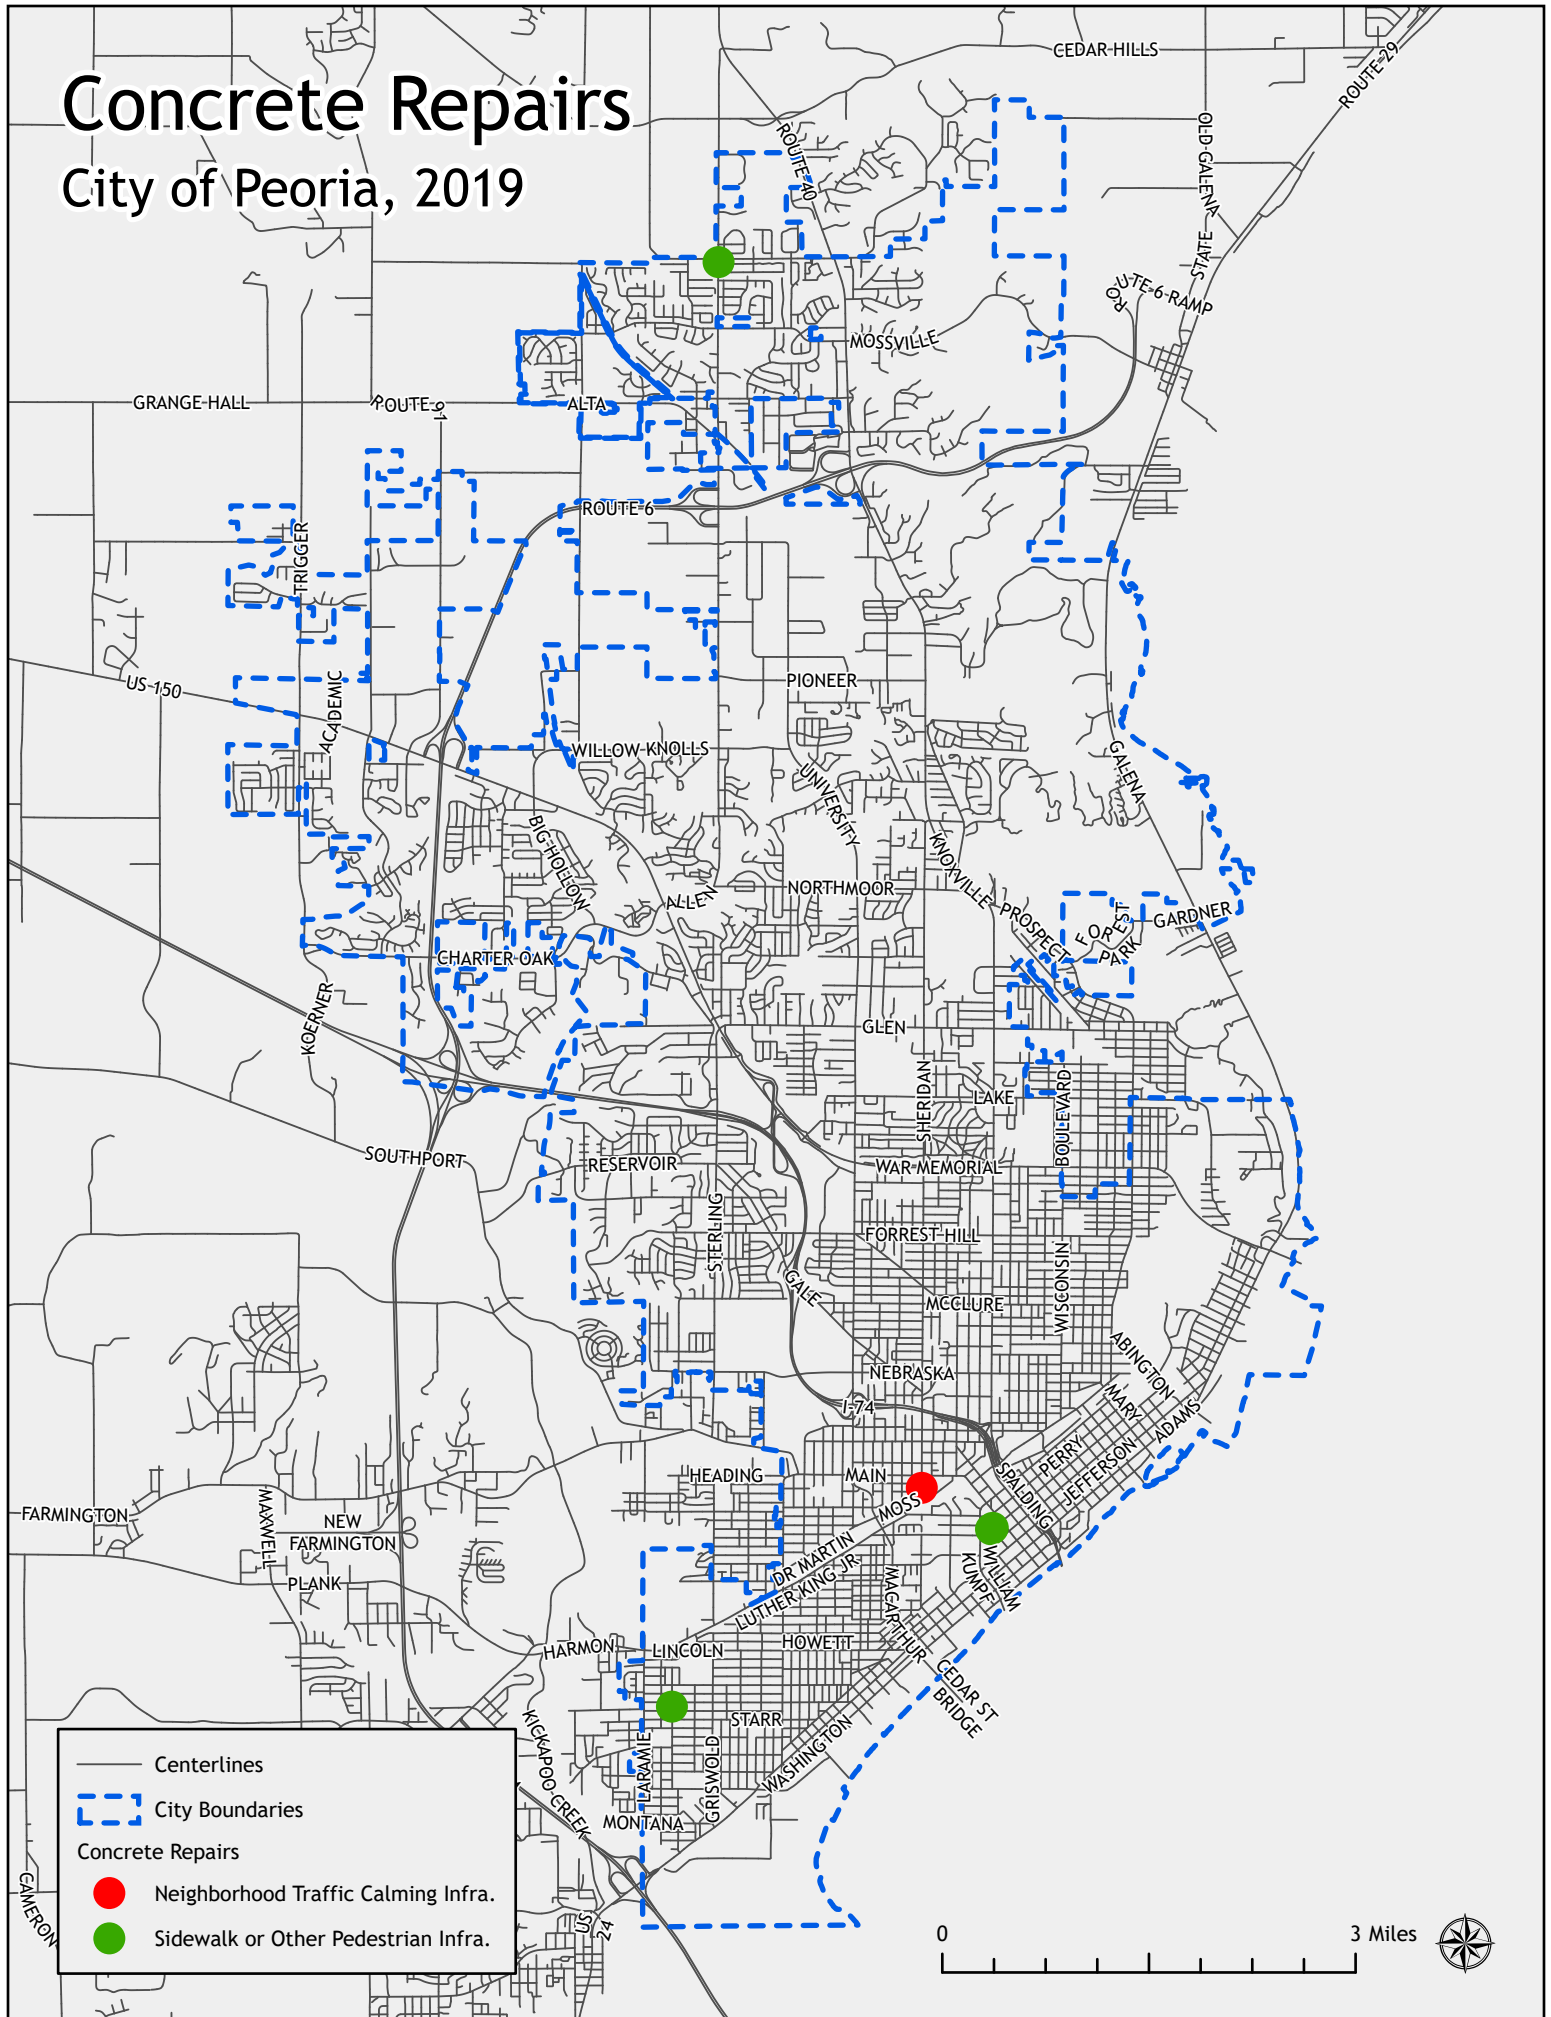 Concrete Repairs
City of Peoria, 2019
CEDAR HILLS
ROUTE 29
ROUTE 40
OLD GALENA
STATE
ROUTE 6 RAMP
MOSSVILLE
GRANGE HALL
ROUTE 91
ALTA
ROUTE 6
TRIGGER
US 150
ACADEMIC
PIONEER
WILLOW KNOLLS
UNIVERSITY
GALENA
BIG HOLLOW
KNOXVILLE
ALLEN
NORTHMOOR
PROSPECT
FOREST
PARK
GARDNER
CHARTER OAK
KOERNER
GLEN
SHERIDAN
LAKE
BOULEVARD
SOUTHPORT
RESERVOIR
WAR MEMORIAL
STERLING
FORREST HILL
GALE
MCCLURE
WISCONSIN
ABINGTON
NEBRASKA
MARY
I-74
ADAMS
PERRY
JEFFERSON
HEADING
MAIN
SPALDING
MOSS
FARMINGTON
MAXWELL
NEW
FARMINGTON
DR MARTIN
LUTHER KING JR
PLANK
MACARTHUR
WILLIAM
KUMPF
HARMON
LINCOLN
HOWETT
CEDAR ST
BRIDGE
STARR
KICKAPOO CREEK
LARAMIE
GRISWOLD
WASHINGTON
MONTANA
CAMERON
US
24
Centerlines
City Boundaries
Concrete Repairs
Neighborhood Traffic Calming Infra.
Sidewalk or Other Pedestrian Infra.
0
3 Miles